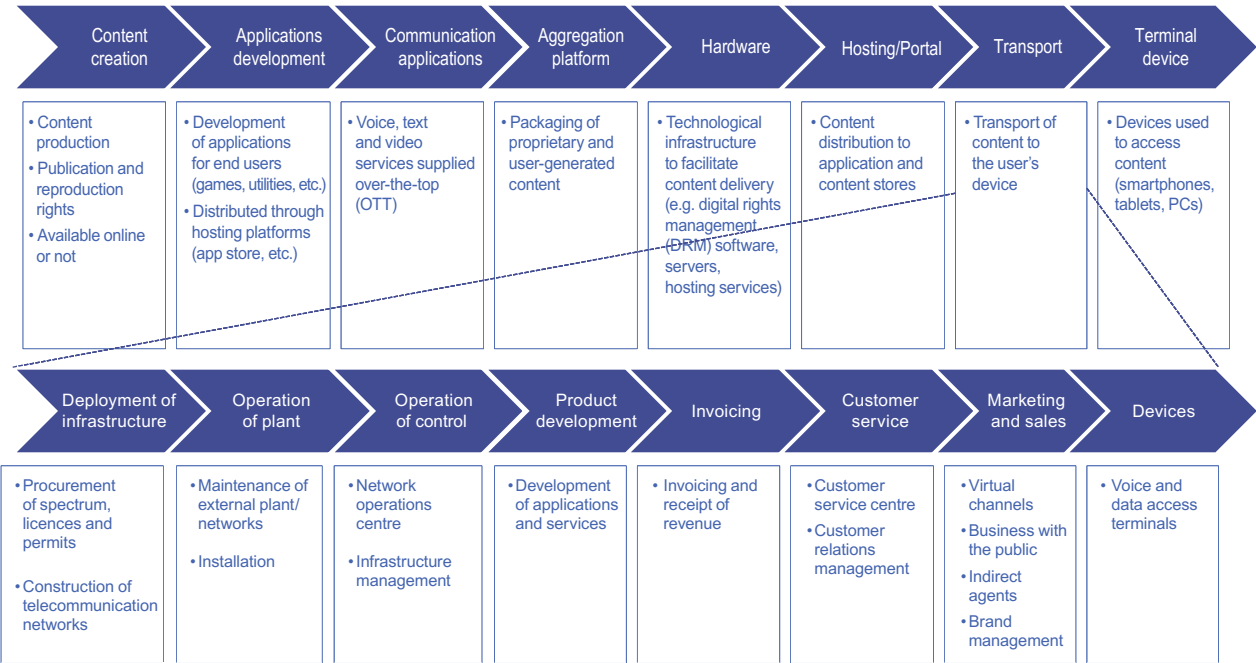 Content
creation
Applications
development
Communication
applications
Aggregation
platform
Hardware
Hosting/Portal
Transport
Terminal
device
• Content
production
• Publication and
reproduction
rights
• Available online
or not
• Development
of applications
for end users
(games, utilities, etc.)
• Distributed through
hosting platforms
(app store, etc.)
• Voice, text
and video
services supplied
over-the-top
(OTT)
• Packaging of
proprietary and
user-generated
content
• Technological
infrastructure
to facilitate
content delivery
(e.g. digital rights
management
(DRM) software,
servers,
hosting services)
• Content
distribution to
application and
content stores
• Transport of
content to
the user's
device
• Devices used
to access
content
(smartphones,
tablets, PCs)
Deployment of
infrastructure
Operation
of plant
Operation
of control
Product
development
Invoicing
Customer
service
Marketing
and sales
Devices
• Procurement
of spectrum,
licences and
permits
• Construction of
telecommunication
networks
• Maintenance of
external plant/
networks
• Installation
• Network
operations
centre
• Infrastructure
management
• Development
of applications
and services
• Invoicing and
receipt of
revenue
• Customer
service centre
• Customer
relations
management
• Virtual
channels
• Business with
the public
• Indirect
agents
• Brand
management
• Voice and
data access
terminals